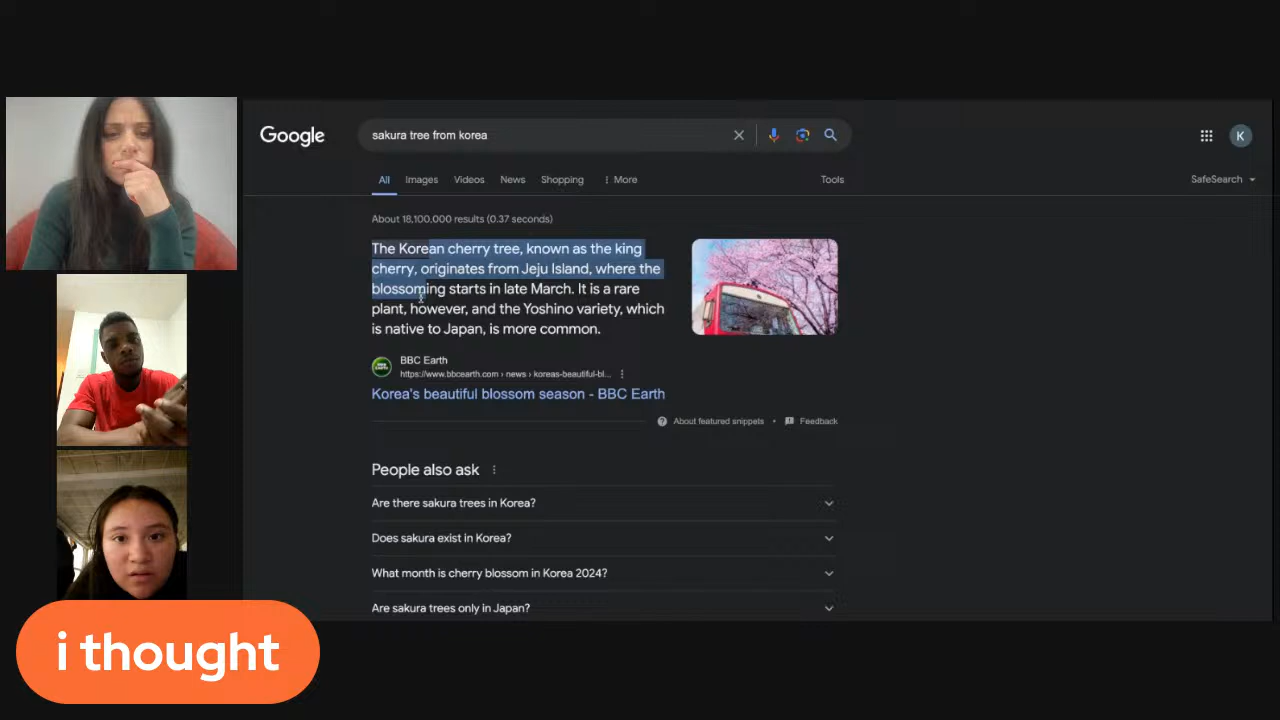 Google
sakura tree from korea
K
All Images Videos News Shopping More Tools SafeSearch
About 18,100,000 results (0.37 seconds)
The Korean cherry tree, known as the king
cherry, originates from Jeju Island, where the
blossoming starts in late March. It is a rare
plant, however, and the Yoshino variety, which
is native to Japan, is more common.
BBC Earth
https://www.bbcearth.com › news › koreas-beautiful-bl...
Korea's beautiful blossom season - BBC Earth
About featured snippets • Feedback
People also ask
Are there sakura trees in Korea?
Does sakura exist in Korea?
What month is cherry blossom in Korea 2024?
Are sakura trees only in Japan?
i thought